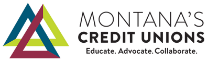 MONTANA'S
CREDIT UNIONS
Educate. Advocate. Collaborate.